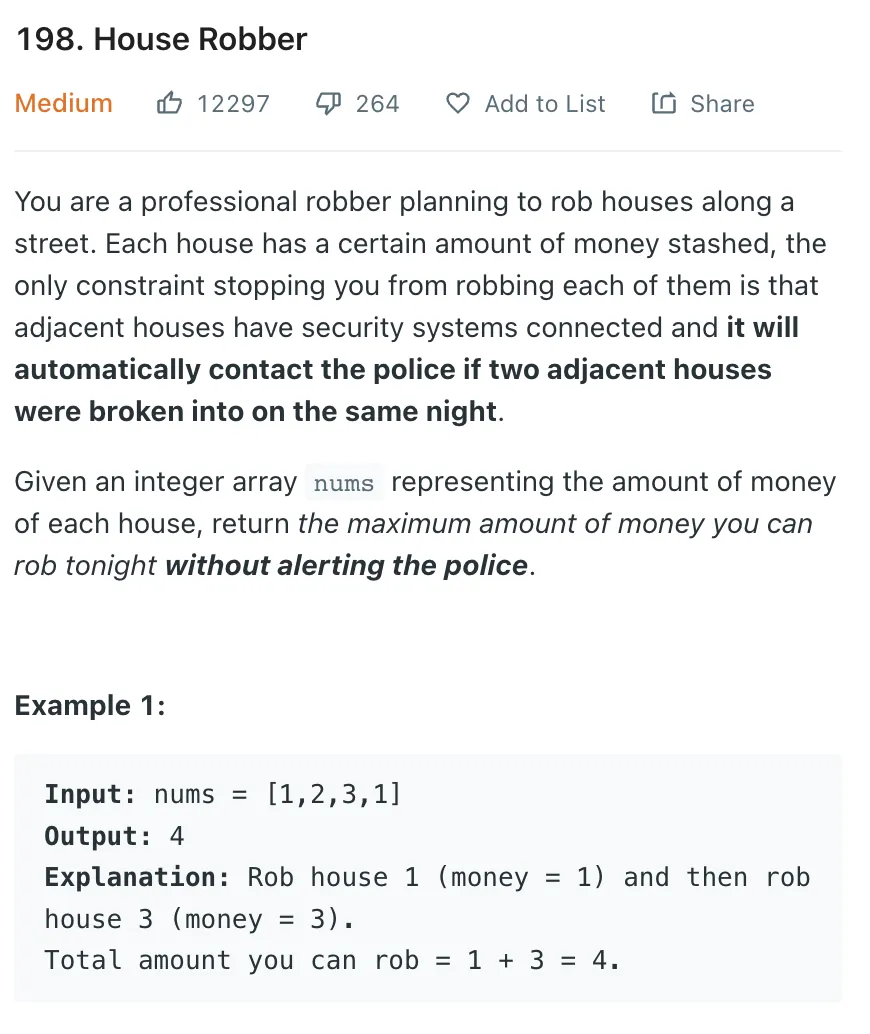 198. House Robber
Medium 12297 264 Add to List Share
You are a professional robber planning to rob houses along a
street. Each house has a certain amount of money stashed, the
only constraint stopping you from robbing each of them is that
adjacent houses have security systems connected and it will
automatically contact the police if two adjacent houses
were broken into on the same night.
Given an integer array nums representing the amount of money
of each house, return the maximum amount of money you can
rob tonight without alerting the police.
Example 1:
Input: nums = [1,2,3,1]
Output: 4
Explanation: Rob house 1 (money = 1) and then rob
house 3 (money = 3).
Total amount you can rob = 1 + 3 = 4.